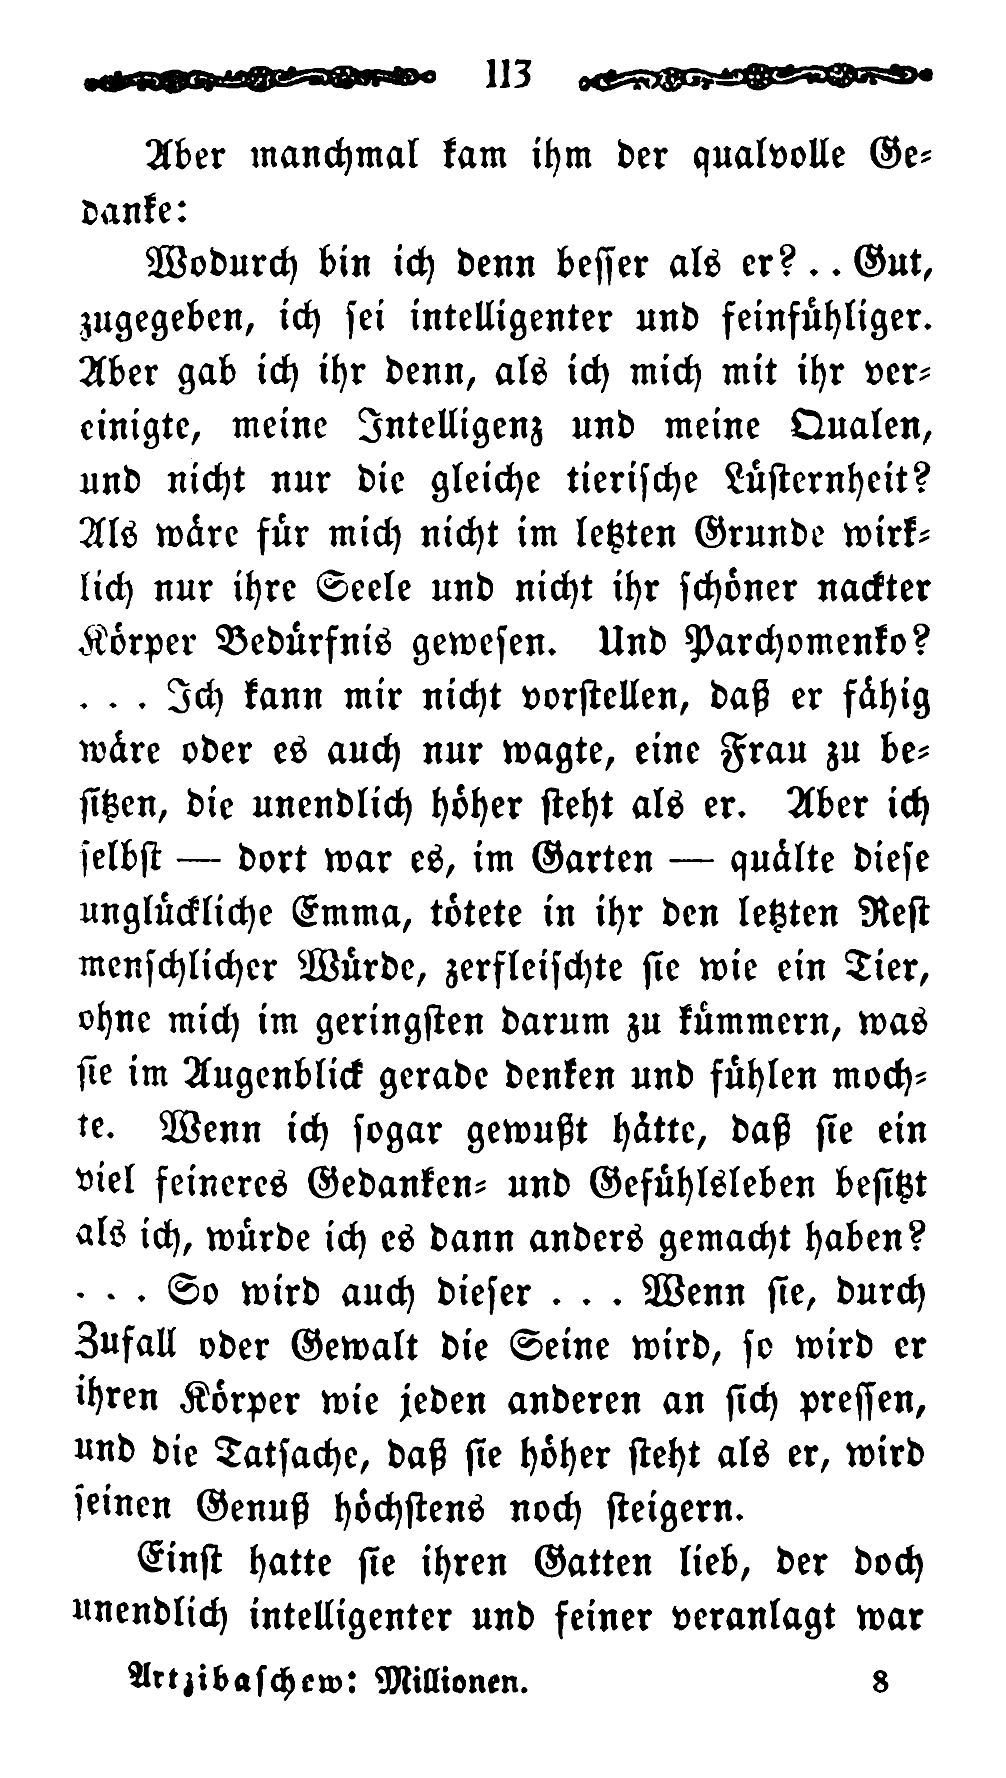 113
Aber manchmal kam ihm der qualvolle Ge-
danke:
Wodurch bin ich denn besser als er? . . Gut,
zugegeben, ich sei intelligenter und feinfühliger.
Aber gab ich ihr denn, als ich mich mit ihr ver-
einigte, meine Intelligenz und meine Qualen,
und nicht nur die gleiche tierische Lüsternheit?
Als wäre für mich nicht im letzten Grunde wirk-
lich nur ihre Seele und nicht ihr schöner nackter
Körper Bedürfnis gewesen. Und Parchomenko?
. . . Ich kann mir nicht vorstellen, daß er fähig
wäre oder es auch nur wagte, eine Frau zu be-
sitzen, die unendlich höher steht als er. Aber ich
selbst — dort war es, im Garten — quälte diese
unglückliche Emma, tötete in ihr den letzten Rest
menschlicher Würde, zerfleischte sie wie ein Tier,
ohne mich im geringsten darum zu kümmern, was
sie im Augenblick gerade denken und fühlen moch-
te. Wenn ich sogar gewußt hätte, daß sie ein
viel feineres Gedanken- und Gefühlsleben besitzt
als ich, würde ich es dann anders gemacht haben?
. . . So wird auch dieser . . . Wenn sie, durch
Zufall oder Gewalt die Seine wird, so wird er
ihren Körper wie jeden anderen an sich pressen,
und die Tatsache, daß sie höher steht als er, wird
seinen Genuß höchstens noch steigern.
Einst hatte sie ihren Gatten lieb, der doch
unendlich intelligenter und feiner veranlagt war
Artzibaschew: Millionen. 8